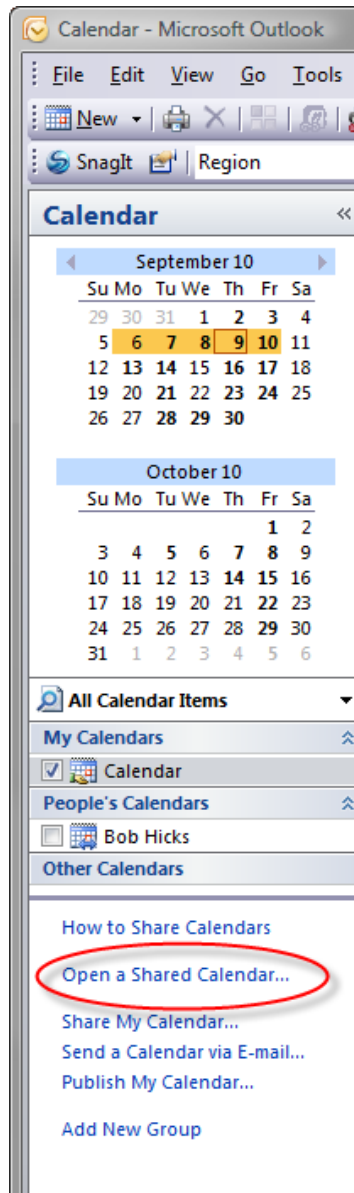 Calendar - Microsoft Outlook
File Edit View Go Tools
New
SnagIt Region
Calendar «
September 10
Su Mo Tu We Th Fr Sa
29 30 31 1 2 3 4
5 6 7 8 9 10 11
12 13 14 15 16 17 18
19 20 21 22 23 24 25
26 27 28 29 30
October 10
Su Mo Tu We Th Fr Sa
1 2
3 4 5 6 7 8 9
10 11 12 13 14 15 16
17 18 19 20 21 22 23
24 25 26 27 28 29 30
31 1 2 3 4 5 6
All Calendar Items
My Calendars
Calendar
People's Calendars
Bob Hicks
Other Calendars
How to Share Calendars
Open a Shared Calendar...
Share My Calendar...
Send a Calendar via E-mail...
Publish My Calendar...
Add New Group